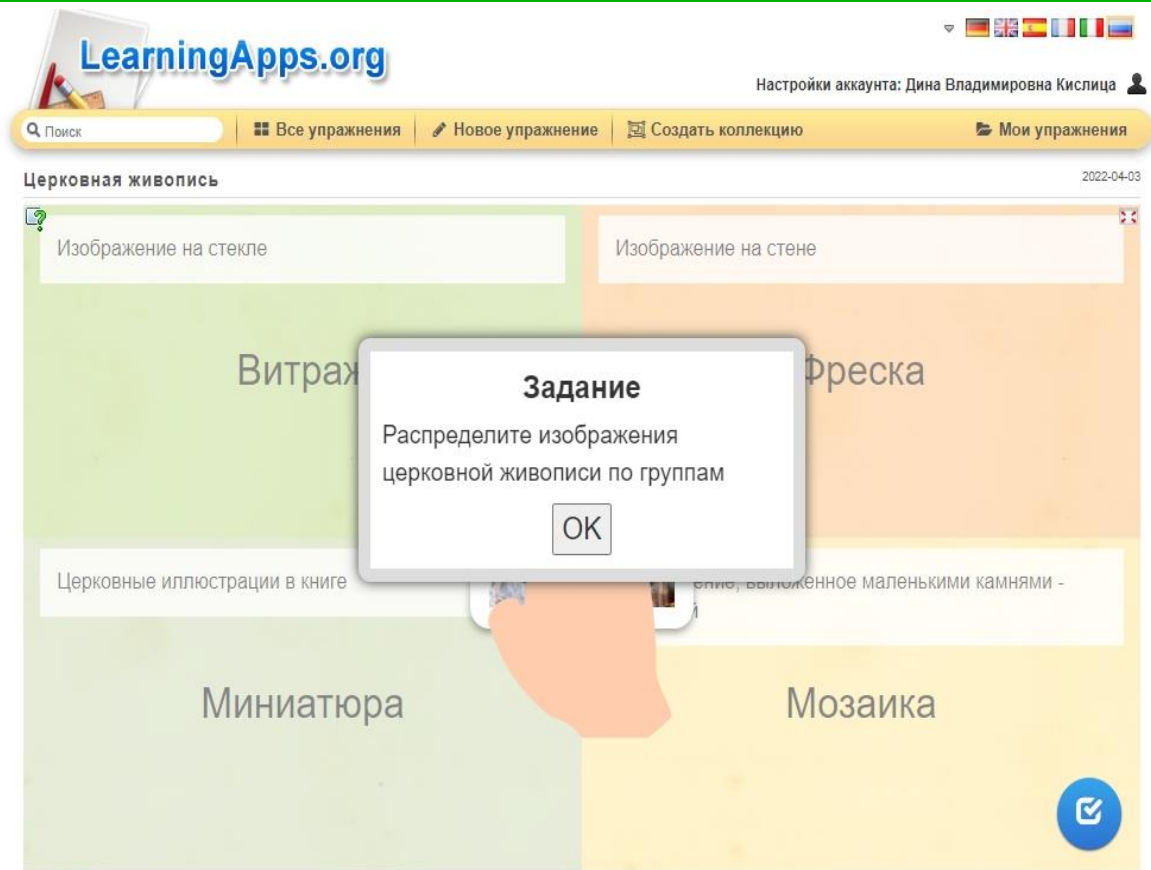 LearningApps.org
Настройки аккаунта: Дина Владимировна Кислица
Поиск
Все упражнения
Новое упражнение
Создать коллекцию
Мои упражнения
Церковная живопись
2022-04-03
Изображение на стекле
Изображение на стене
Витраж
Фреска
Задание
Распределите изображения
церковной живописи по группам
OK
Церковные иллюстрации в книге
выложенное маленькими камнями -
Миниатюра
Мозаика